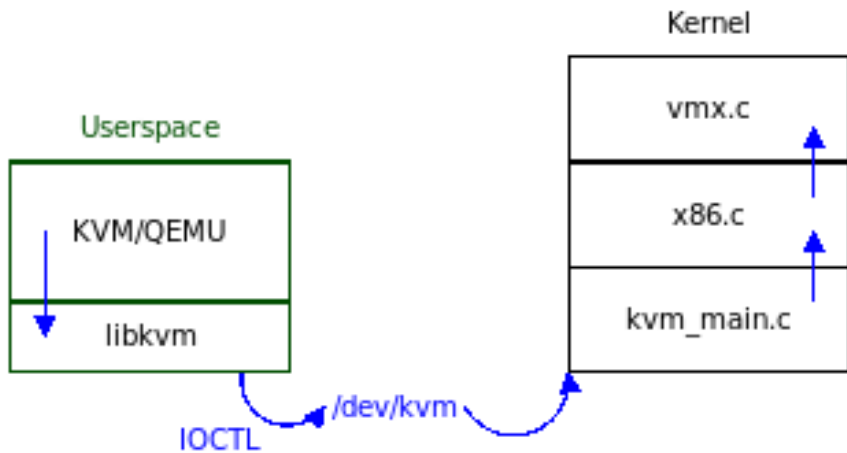 Kernel
vmx.c
Userspace
x86.c
KVM/QEMU
kvm_main.c
libkvm
/dev/kvm
IOCTL